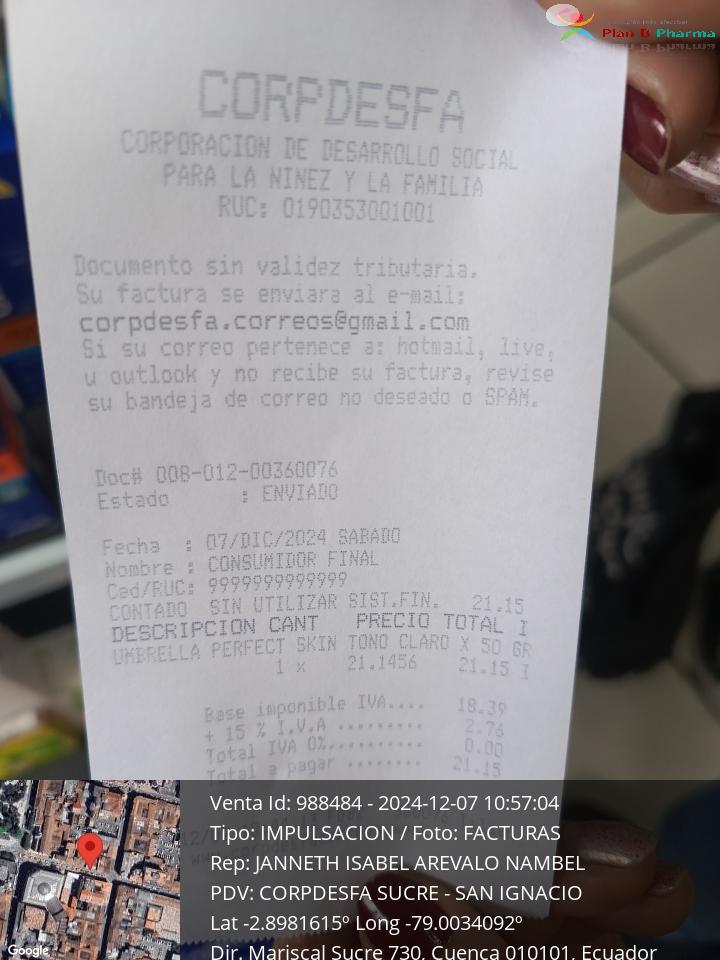 Plan B Pharma
CORPDESFA
CORPORACION DE DESARROLLO SOCIAL
PARA LA NINEZ Y LA FAMILIA
RUC: 0190353001001
Documento sin validez tributaria.
Su factura se enviara al e-mail:
corpdesfa.correos@gmail.com
Si su correo pertenece a: hotmail, live,
u outlook y no recibe su factura, revise
su bandeja de correo no deseado o SPAM.
Doc# 008-012-00360076
Estado : ENVIADO
Fecha : 07/DIC/2024 SABADO
Nombre : CONSUMIDOR FINAL
Ced/RUC: 9999999999999
CONTADO SIN UTILIZAR SIST.FIN. 21.15
DESCRIPCION CANT PRECIO TOTAL I
UMBRELLA PERFECT SKIN TONO CLARO X 50 GR
1 x 21.1456 21.15 I
Base imponible IVA.... 18.39
+ 15 % I.V.A ......... 2.76
Total IVA 0%.......... 0.00
Total a pagar ........ 21.15
Venta Id: 988484 - 2024-12-07 10:57:04
Tipo: IMPULSACION / Foto: FACTURAS
Rep: JANNETH ISABEL AREVALO NAMBEL
PDV: CORPDESFA SUCRE - SAN IGNACIO
Lat -2.8981615º Long -79.0034092º
Dir. Mariscal Sucre 730, Cuenca 010101, Ecuador
Google